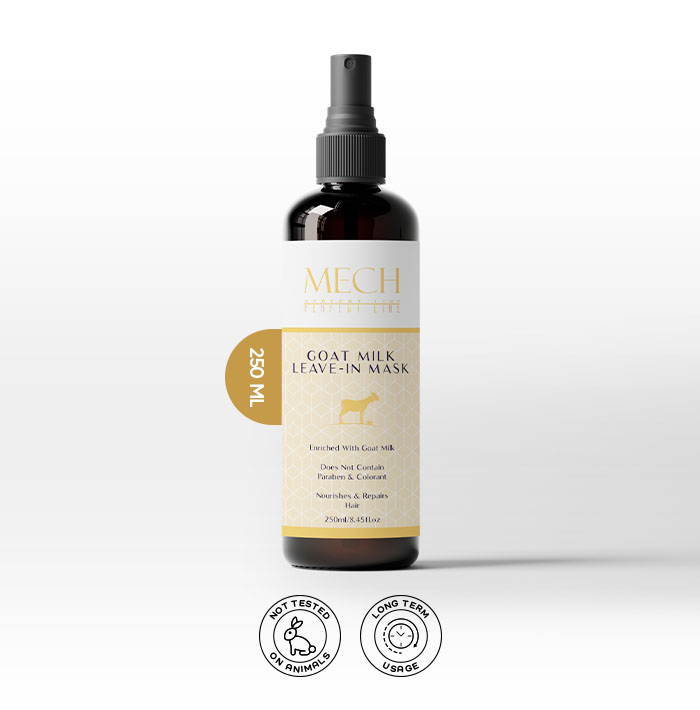 MECH
PERFECT LINE
GOAT MILK
LEAVE-IN MASK
Enriched With Goat Milk
Does Not Contain
Paraben & Colorant
Nourishes & Repairs
Hair
250ml/8,45fl.oz
250 ML
NOT TESTED
ON ANIMALS
LONG TERM
USAGE